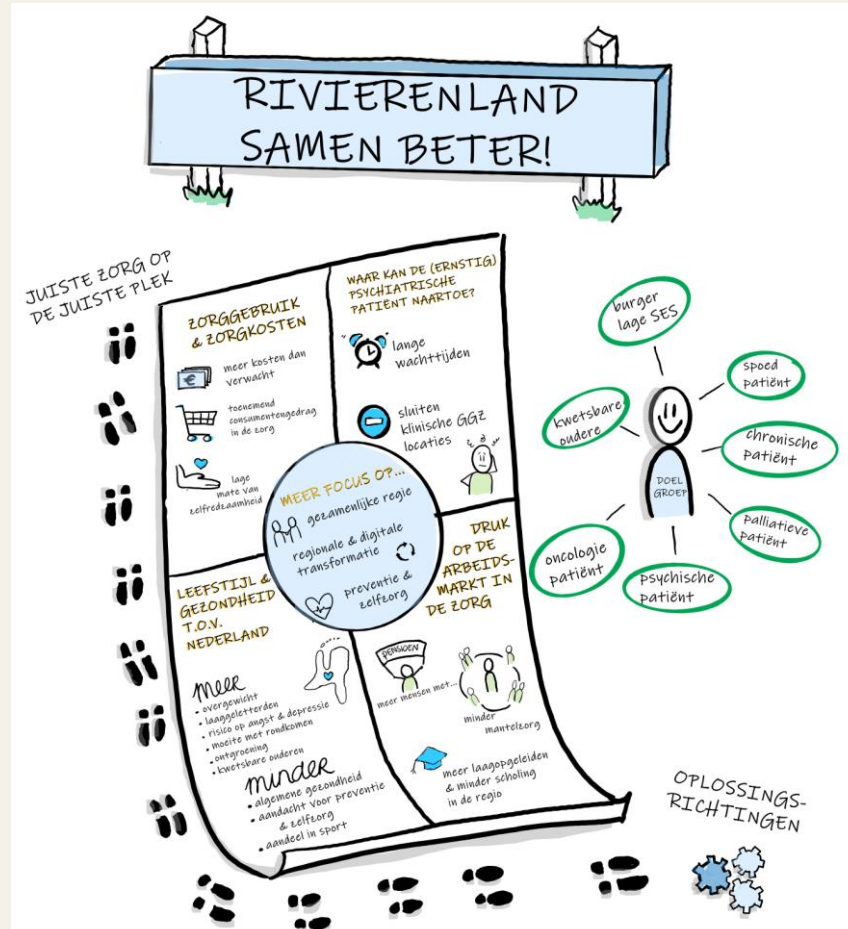 RIVIERENLAND
SAMEN BETER!
JUISTE ZORG OP
DE JUISTE PLEK
ZORGGEBRUIK
& ZORGKOSTEN
€
meer kosten dan
verwacht
toenemend
consumentengedrag
in de zorg
lage
mate van
zelfredzaamheid
WAAR KAN DE (ERNSTIG)
PSYCHIATRISCHE
PATIËNT NAARTOE?
lange
wachttijden
sluiten
klinische GGZ
locaties
MEER FOCUS OP...
gezamenlijke regie
regionale & digitale
transformatie
preventie &
zelfzorg
LEEFSTIJL &
GEZONDHEID
T.O.V.
NEDERLAND
meer
• overgewicht
• laaggeletterden
• risico op angst & depressie
• moeite met rondkomen
• ontgroening
• kwetsbare ouderen
minder
• algemene gezondheid
• aandacht voor preventie
& zelfzorg
• aandeel in sport
DRUK
OP DE
ARBEIDS-
MARKT IN
DE ZORG
PENSIOEN
meer mensen met...
minder
mantelzorg
meer laagopgeleiden
& minder scholing
in de regio
burger
lage SES
spoed
patiënt
kwetsbare
oudere
chronische
patiënt
DOEL
GROEP
palliatieve
patiënt
oncologie
patiënt
psychische
patiënt
OPLOSSINGS-
RICHTINGEN